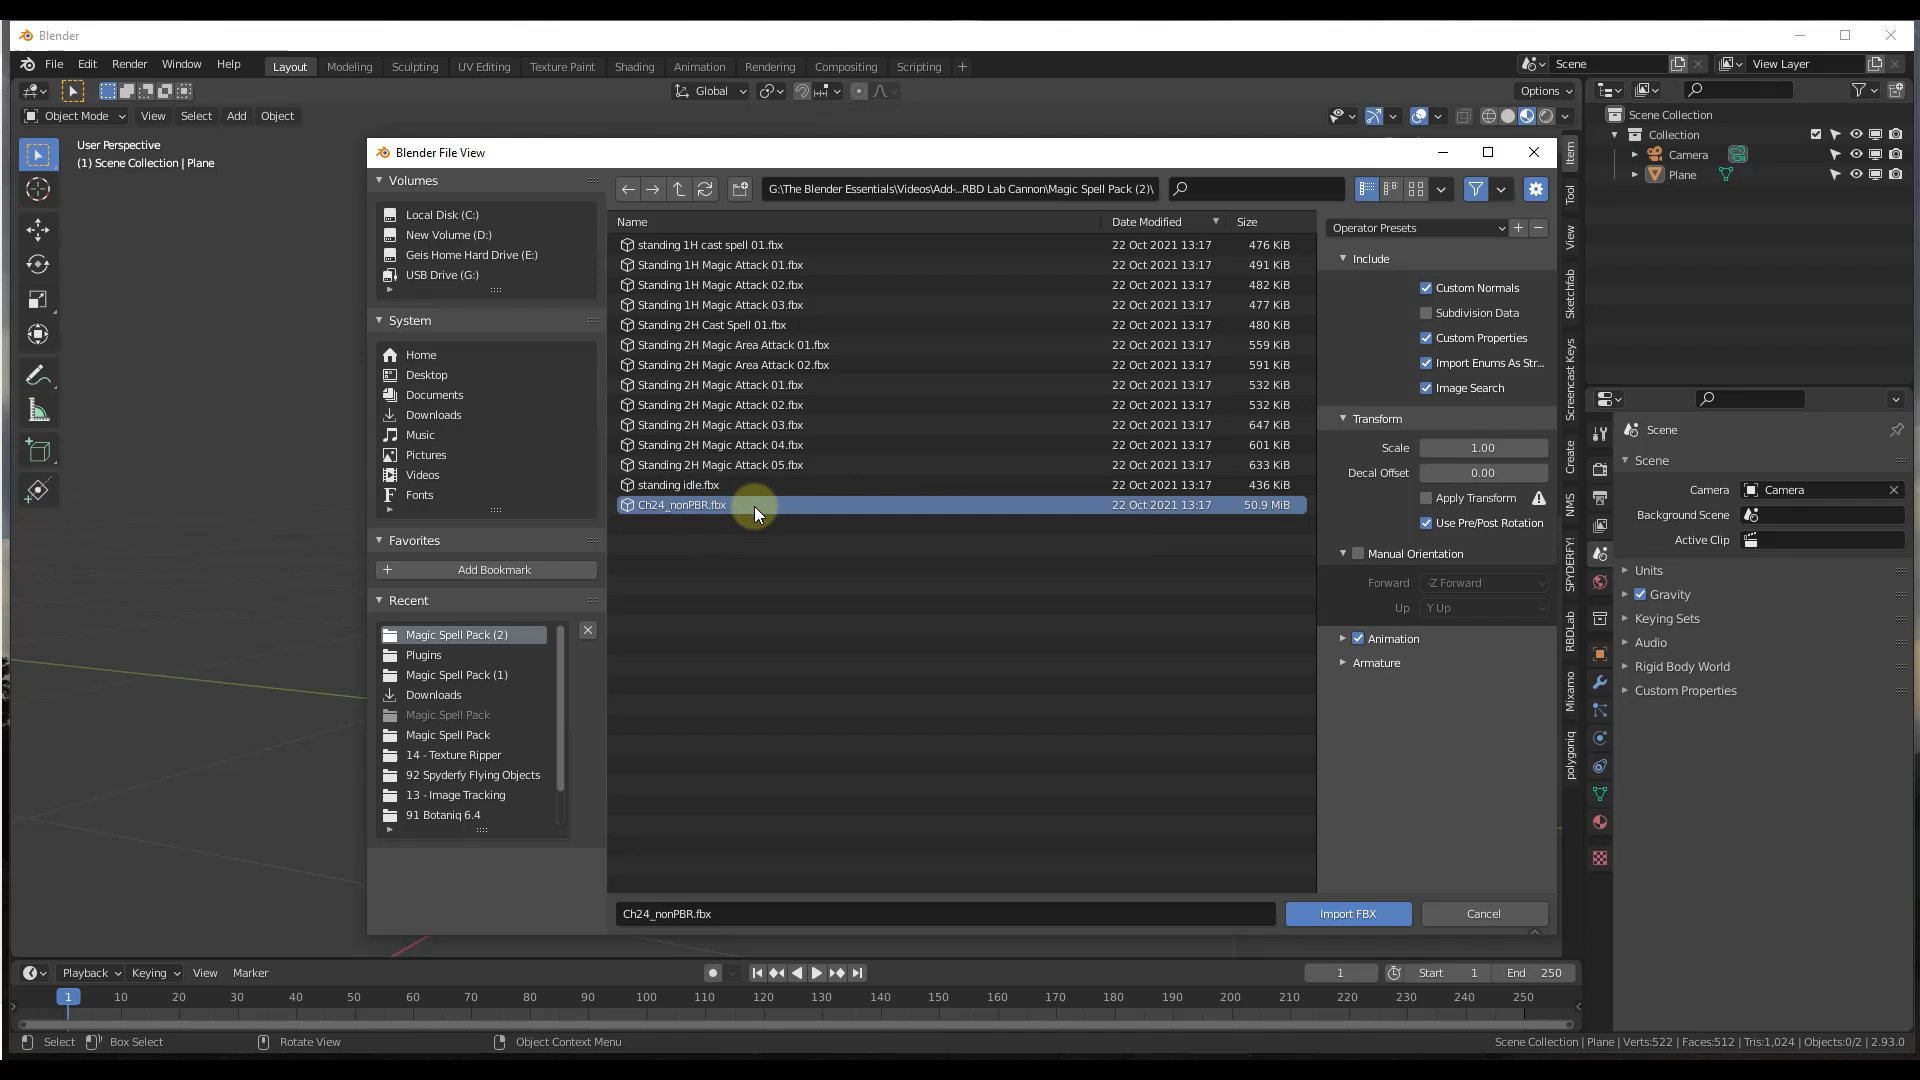 Blender
File Edit Render Window Help Layout Modeling Sculpting UV Editing Texture Paint Shading Animation Rendering Compositing Scripting + Scene View Layer
Global Options
Object Mode View Select Add Object
User Perspective
(1) Scene Collection | Plane
Scene Collection
Collection
Camera
Plane
Blender File View
Volumes
Local Disk (C:)
New Volume (D:)
Geis Home Hard Drive (E:)
USB Drive (G:)
System
Home
Desktop
Documents
Downloads
Music
Pictures
Videos
Fonts
Favorites
Add Bookmark
Recent
Magic Spell Pack (2)
Plugins
Magic Spell Pack (1)
Downloads
Magic Spell Pack
Magic Spell Pack
14 - Texture Ripper
92 Spyderfy Flying Objects
13 - Image Tracking
91 Botaniq 6.4
G:\The Blender Essentials\Videos\Add-...RBD Lab Cannon\Magic Spell Pack (2)\
Name Date Modified Size
standing 1H cast spell 01.fbx 22 Oct 2021 13:17 476 KiB
Standing 1H Magic Attack 01.fbx 22 Oct 2021 13:17 491 KiB
Standing 1H Magic Attack 02.fbx 22 Oct 2021 13:17 482 KiB
Standing 1H Magic Attack 03.fbx 22 Oct 2021 13:17 477 KiB
Standing 2H Cast Spell 01.fbx 22 Oct 2021 13:17 480 KiB
Standing 2H Magic Area Attack 01.fbx 22 Oct 2021 13:17 559 KiB
Standing 2H Magic Area Attack 02.fbx 22 Oct 2021 13:17 591 KiB
Standing 2H Magic Attack 01.fbx 22 Oct 2021 13:17 532 KiB
Standing 2H Magic Attack 02.fbx 22 Oct 2021 13:17 532 KiB
Standing 2H Magic Attack 03.fbx 22 Oct 2021 13:17 647 KiB
Standing 2H Magic Attack 04.fbx 22 Oct 2021 13:17 601 KiB
Standing 2H Magic Attack 05.fbx 22 Oct 2021 13:17 633 KiB
standing idle.fbx 22 Oct 2021 13:17 436 KiB
Ch24_nonPBR.fbx 22 Oct 2021 13:17 50.9 MiB
Ch24_nonPBR.fbx
Import FBX Cancel
Operator Presets
Include
Custom Normals
Subdivision Data
Custom Properties
Import Enums As Str...
Image Search
Transform
Scale 1.00
Decal Offset 0.00
Apply Transform
Use Pre/Post Rotation
Manual Orientation
Forward -Z Forward
Up Y Up
Animation
Armature
Item
Tool
View
Sketchfab
Screencast Keys
Create
NMS
SPYDERFY!
RBDLab
Mixamo
polygoniq
Scene
Scene
Camera Camera
Background Scene
Active Clip
Units
Gravity
Keying Sets
Audio
Rigid Body World
Custom Properties
Playback Keying View Marker 1 Start 1 End 250
1 10 20 30 40 50 60 70 80 90 100 110 120 130 140 150 160 170 180 190 200 210 220 230 240 250
Select Box Select Rotate View Object Context Menu Scene Collection | Plane | Verts:522 | Faces:512 | Tris:1,024 | Objects:0/2 | 2.93.0